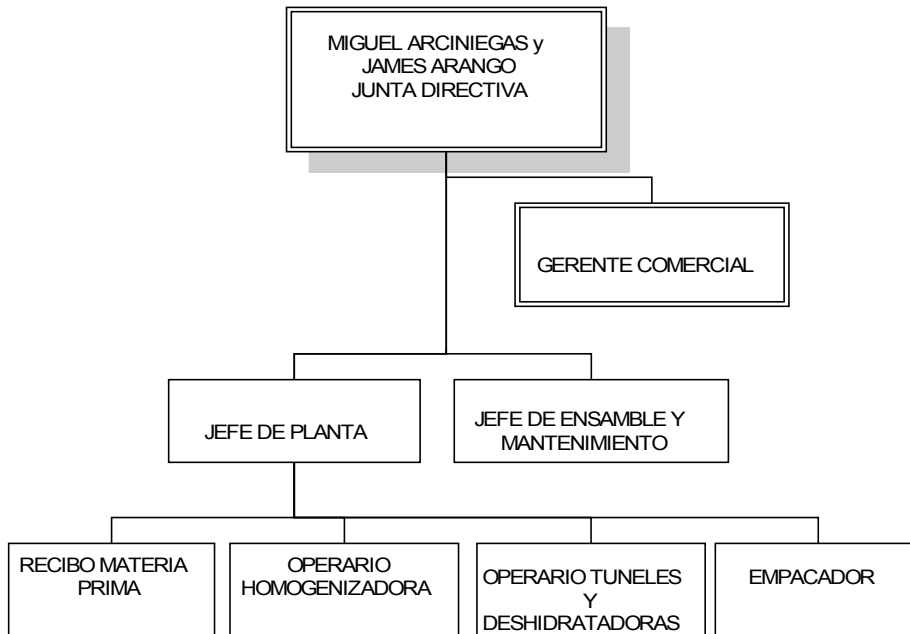 MIGUEL ARCINIEGAS y
JAMES ARANGO
JUNTA DIRECTIVA
GERENTE COMERCIAL
JEFE DE PLANTA
JEFE DE ENSAMBLE Y
MANTENIMIENTO
RECIBO MATERIA
PRIMA
OPERARIO
HOMOGENIZADORA
OPERARIO TUNELES
Y
DESHIDRATADORAS
EMPACADOR